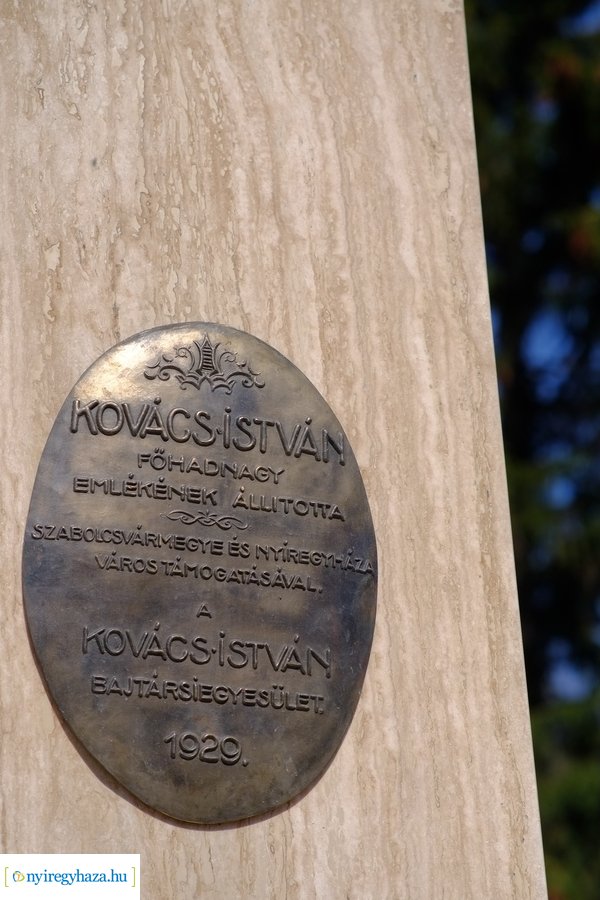 KOVÁCS·ISTVÁN
FŐHADNAGY
EMLÉKÉNEK ÁLLITOTTA
SZABOLCSVÁRMEGYE ÉS NYÍREGYHÁZA
VÁROS TÁMOGATÁSÁVAL.
A
KOVÁCS·ISTVÁN
BAJTÁRSIEGYESÜLET.
1929.
nyiregyhaza.hu